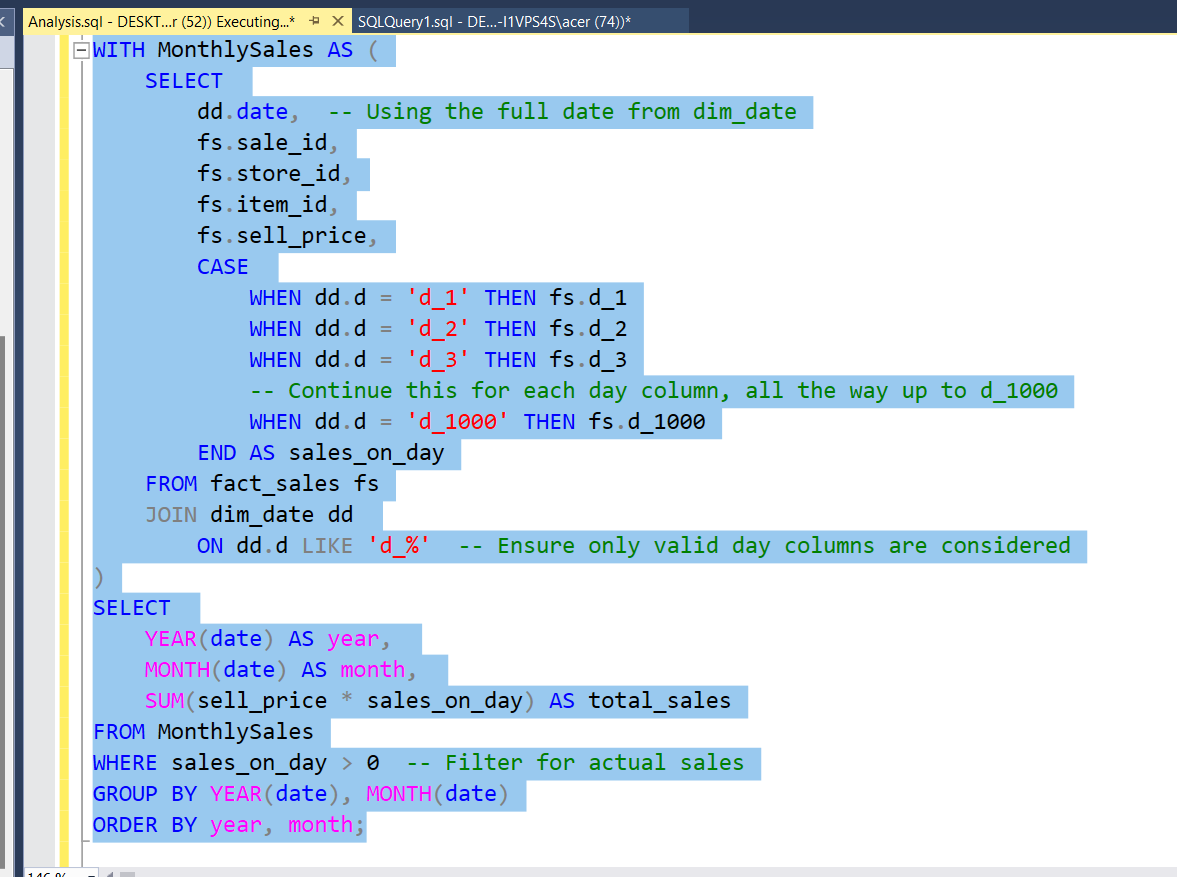 Analysis.sql - DESKT...r (52)) Executing...* SQLQuery1.sql - DE...-I1VPS4S\acer (74))*
WITH MonthlySales AS (
    SELECT
        dd.date,  -- Using the full date from dim_date
        fs.sale_id,
        fs.store_id,
        fs.item_id,
        fs.sell_price,
        CASE
            WHEN dd.d = 'd_1' THEN fs.d_1
            WHEN dd.d = 'd_2' THEN fs.d_2
            WHEN dd.d = 'd_3' THEN fs.d_3
            -- Continue this for each day column, all the way up to d_1000
            WHEN dd.d = 'd_1000' THEN fs.d_1000
        END AS sales_on_day
    FROM fact_sales fs
    JOIN dim_date dd
        ON dd.d LIKE 'd_%'  -- Ensure only valid day columns are considered
)
SELECT
    YEAR(date) AS year,
    MONTH(date) AS month,
    SUM(sell_price * sales_on_day) AS total_sales
FROM MonthlySales
WHERE sales_on_day > 0  -- Filter for actual sales
GROUP BY YEAR(date), MONTH(date)
ORDER BY year, month;
146 %